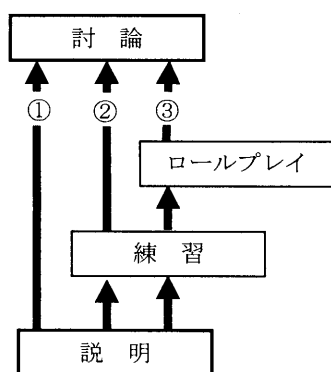 討 論
① ② ③
ロールプレイ
練 習
説 明